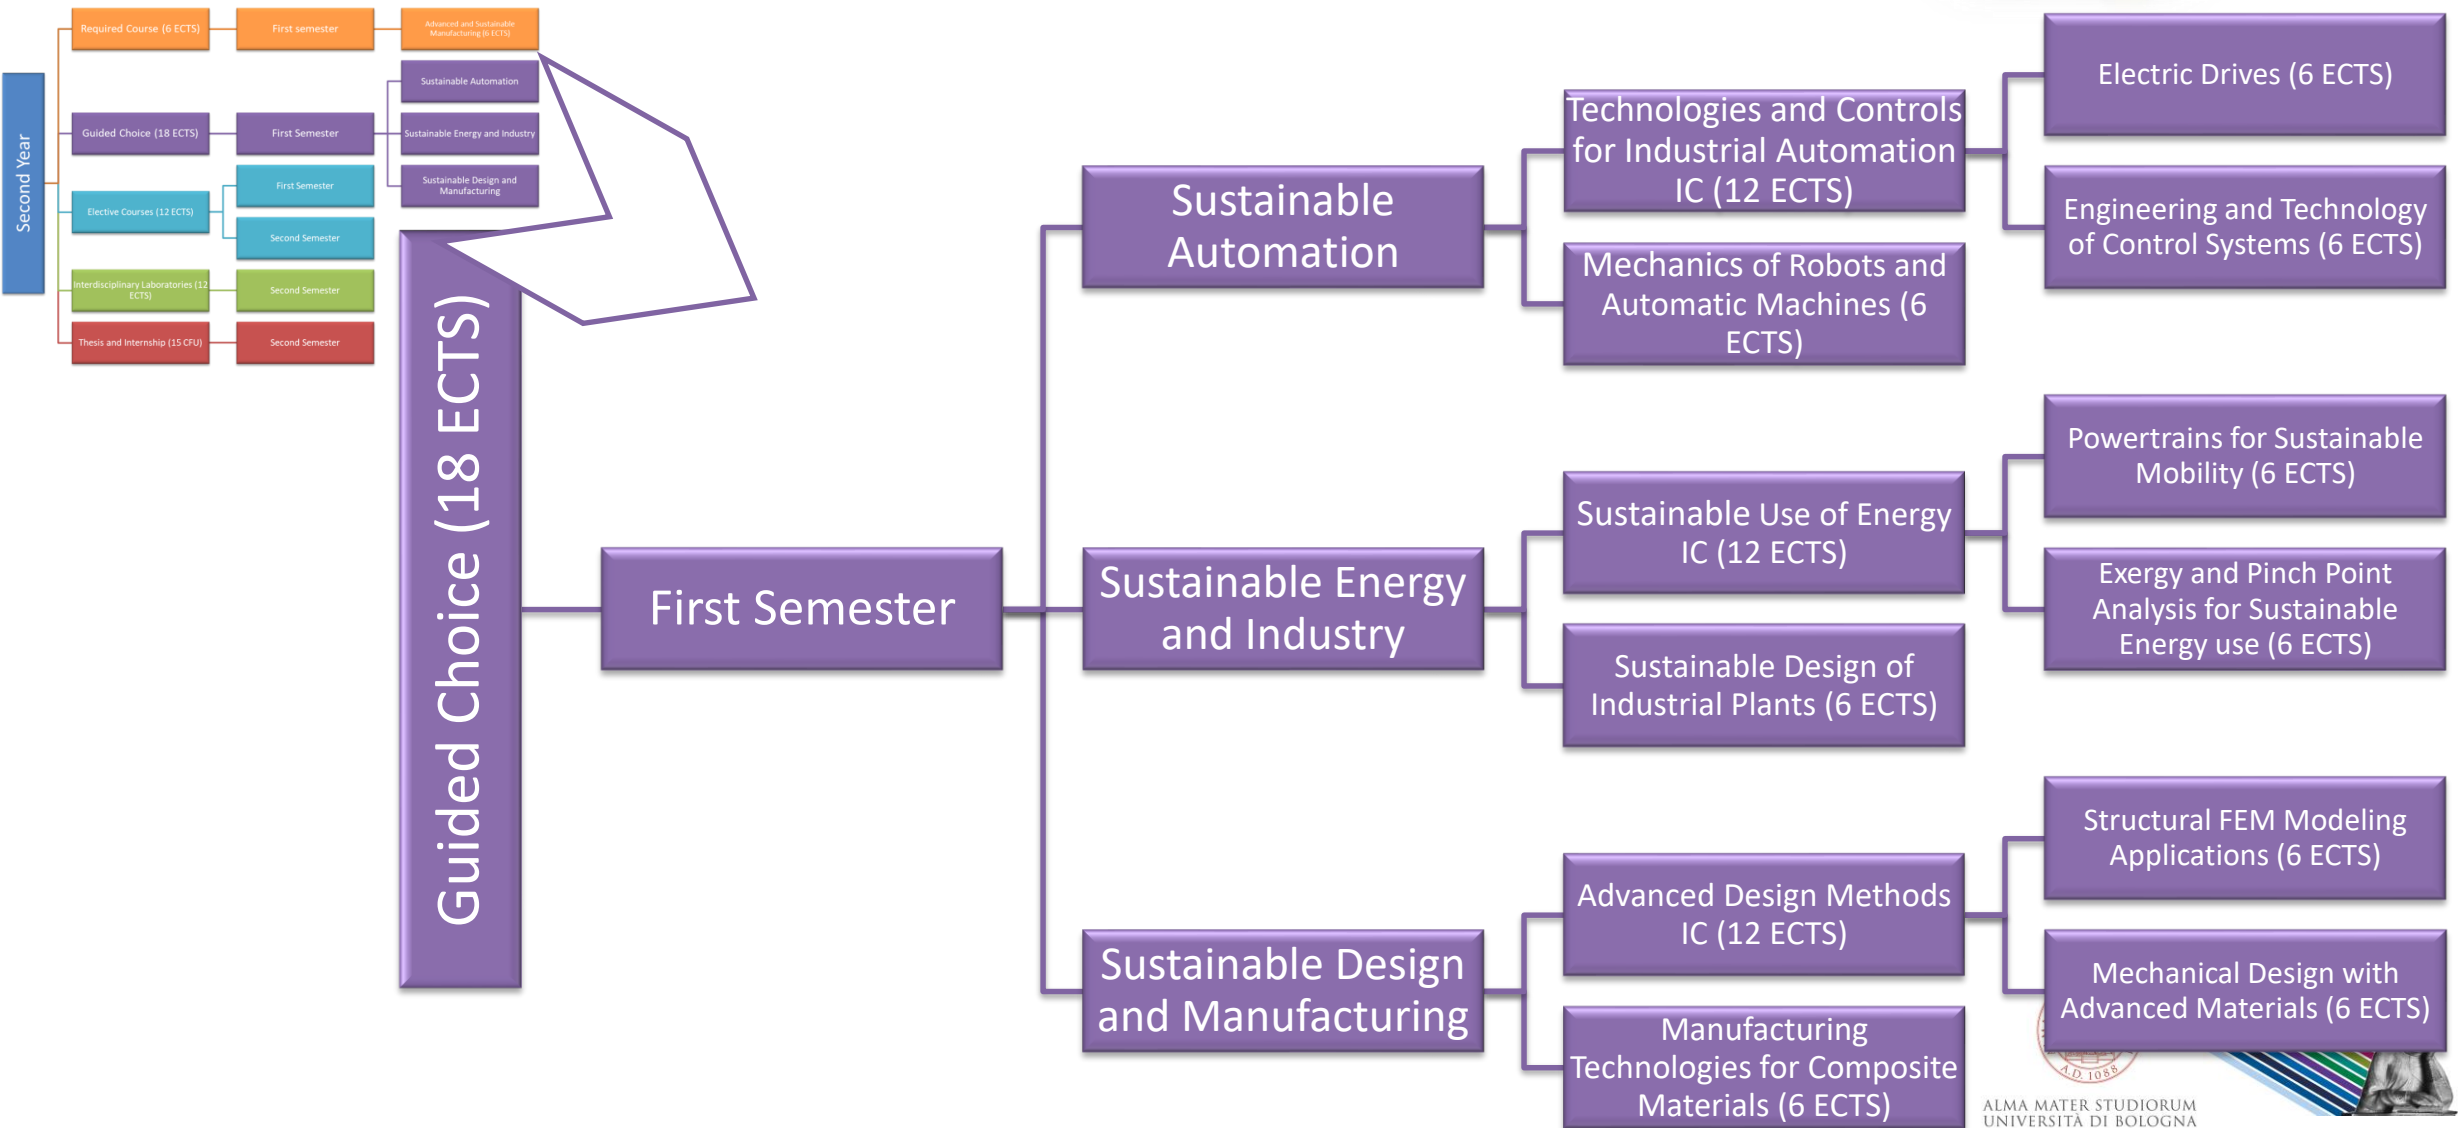 Second Year
Required Course (6 ECTS)
First semester
Advanced and Sustainable
Manufacturing (6 ECTS)
Guided Choice (18 ECTS)
First Semester
Sustainable Automation
Sustainable Energy and Industry
Sustainable Design and
Manufacturing
Elective Courses (12 ECTS)
First Semester
Second Semester
Interdisciplinary Laboratories (12
ECTS)
Second Semester
Thesis and Internship (15 CFU)
Second Semester
Guided Choice (18 ECTS)
First Semester
Sustainable
Automation
Technologies and Controls
for Industrial Automation
IC (12 ECTS)
Electric Drives (6 ECTS)
Engineering and Technology
of Control Systems (6 ECTS)
Mechanics of Robots and
Automatic Machines (6
ECTS)
Sustainable Energy
and Industry
Sustainable Use of Energy
IC (12 ECTS)
Powertrains for Sustainable
Mobility (6 ECTS)
Exergy and Pinch Point
Analysis for Sustainable
Energy use (6 ECTS)
Sustainable Design of
Industrial Plants (6 ECTS)
Sustainable Design
and Manufacturing
Advanced Design Methods
IC (12 ECTS)
Structural FEM Modeling
Applications (6 ECTS)
Mechanical Design with
Advanced Materials (6 ECTS)
Manufacturing
Technologies for Composite
Materials (6 ECTS)
A.D. 1088
ALMA MATER STUDIORUM
UNIVERSITÀ DI BOLOGNA